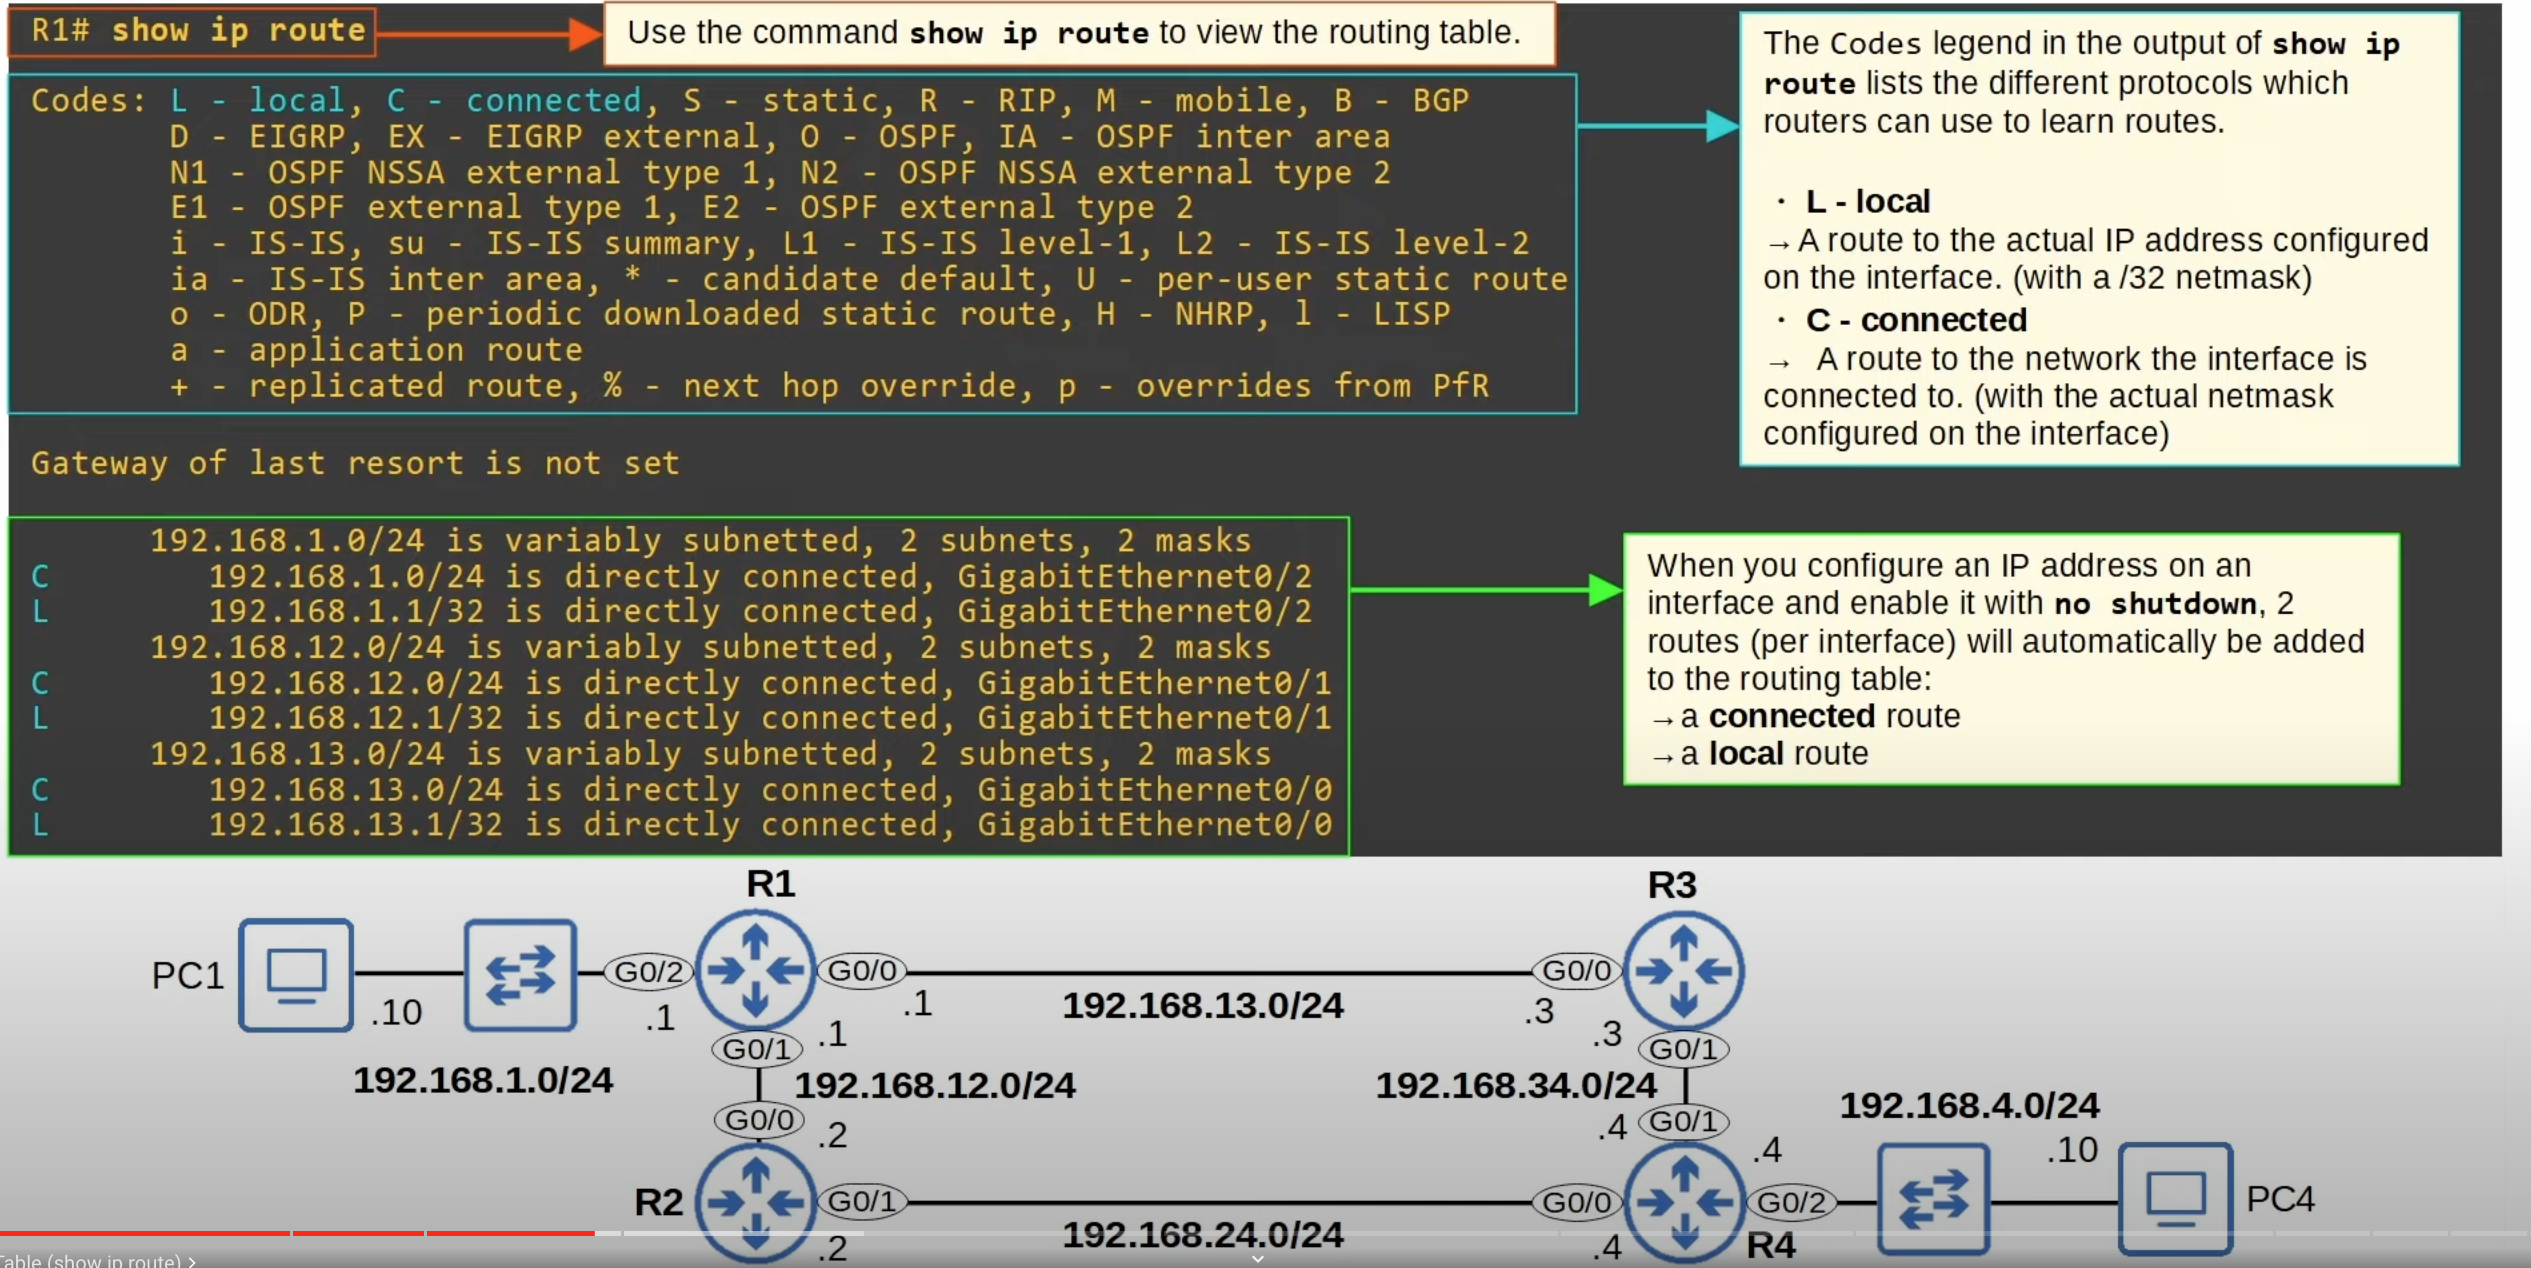 R1# show ip route
Use the command show ip route to view the routing table.
Codes: L - local, C - connected, S - static, R - RIP, M - mobile, B - BGP
D - EIGRP, EX - EIGRP external, O - OSPF, IA - OSPF inter area
N1 - OSPF NSSA external type 1, N2 - OSPF NSSA external type 2
E1 - OSPF external type 1, E2 - OSPF external type 2
i - IS-IS, su - IS-IS summary, L1 - IS-IS level-1, L2 - IS-IS level-2
ia - IS-IS inter area, * - candidate default, U - per-user static route
o - ODR, P - periodic downloaded static route, H - NHRP, l - LISP
a - application route
+ - replicated route, % - next hop override, p - overrides from PfR
The Codes legend in the output of show ip
route lists the different protocols which
routers can use to learn routes.
· L - local
→A route to the actual IP address configured
on the interface. (with a /32 netmask)
· C - connected
→ A route to the network the interface is
connected to. (with the actual netmask
configured on the interface)
Gateway of last resort is not set
192.168.1.0/24 is variably subnetted, 2 subnets, 2 masks
C 192.168.1.0/24 is directly connected, GigabitEthernet0/2
L 192.168.1.1/32 is directly connected, GigabitEthernet0/2
192.168.12.0/24 is variably subnetted, 2 subnets, 2 masks
C 192.168.12.0/24 is directly connected, GigabitEthernet0/1
L 192.168.12.1/32 is directly connected, GigabitEthernet0/1
192.168.13.0/24 is variably subnetted, 2 subnets, 2 masks
C 192.168.13.0/24 is directly connected, GigabitEthernet0/0
L 192.168.13.1/32 is directly connected, GigabitEthernet0/0
When you configure an IP address on an
interface and enable it with no shutdown, 2
routes (per interface) will automatically be added
to the routing table:
→a connected route
→a local route
R1
R3
PC1
G0/2
G0/0
G0/0
.10
.1
.1
192.168.13.0/24
.3
.1
.3
G0/1
G0/1
192.168.1.0/24
192.168.12.0/24
192.168.34.0/24
192.168.4.0/24
G0/0
.2
.4
G0/1
.4
.10
R2
G0/1
G0/0
G0/2
PC4
.2
192.168.24.0/24
.4
R4
Table (show ip route) >